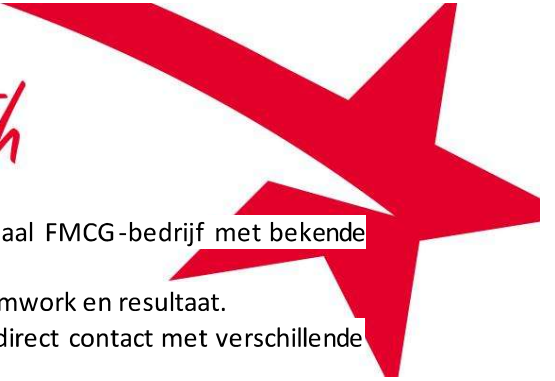 aal FMCG-bedrijf met bekende
mwork en resultaat.
direct contact met verschillende